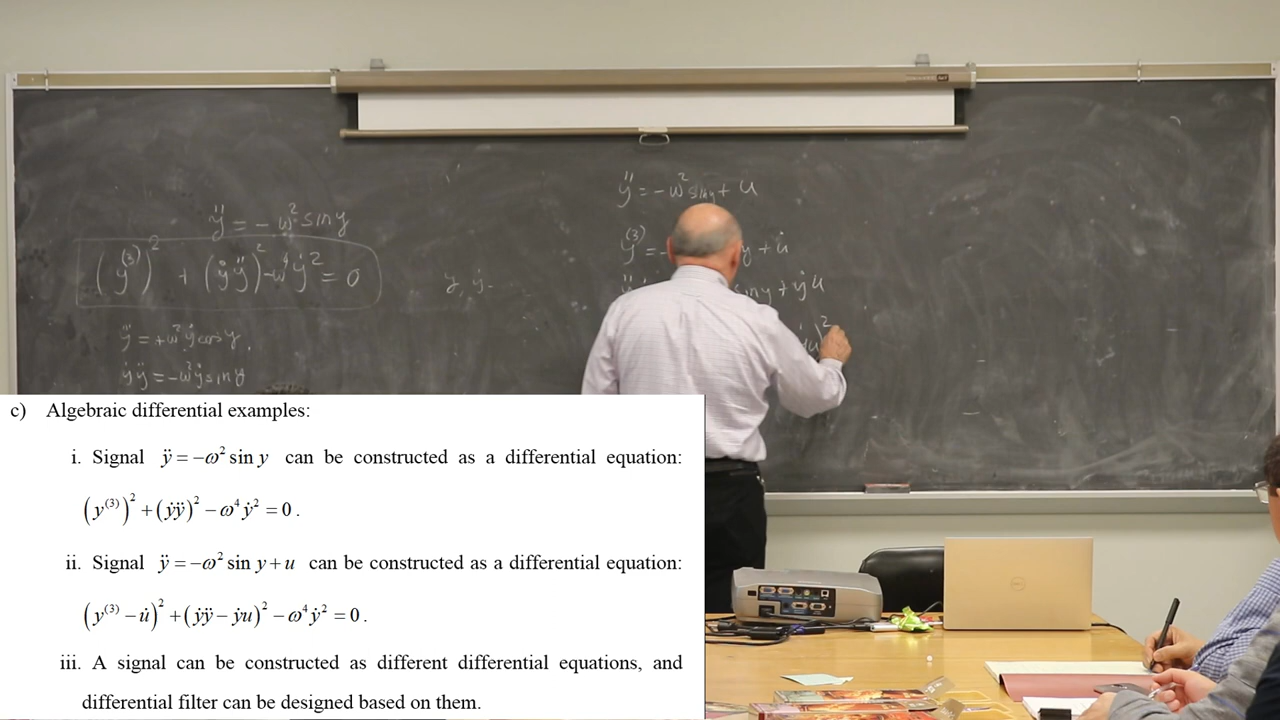 ÿ = -ω² sin y
(y⁽³⁾)² + (ẏÿ)² - ω⁴ẏ² = 0
ẏÿ = -ω²ẏ sin y
y, ẏ.
ÿ = -ω² sin y + u
y⁽³⁾ = - y + u̇
sin y + ẏu
c) Algebraic differential examples:
i. Signal ÿ = −ω² sin y can be constructed as a differential equation:
(y⁽³⁾)² + (ẏÿ)² − ω⁴ẏ² = 0.
ii. Signal ÿ = −ω² sin y + u can be constructed as a differential equation:
(y⁽³⁾ − u̇)² + (ẏÿ − ẏu)² − ω⁴ẏ² = 0.
iii. A signal can be constructed as different differential equations, and
differential filter can be designed based on them.